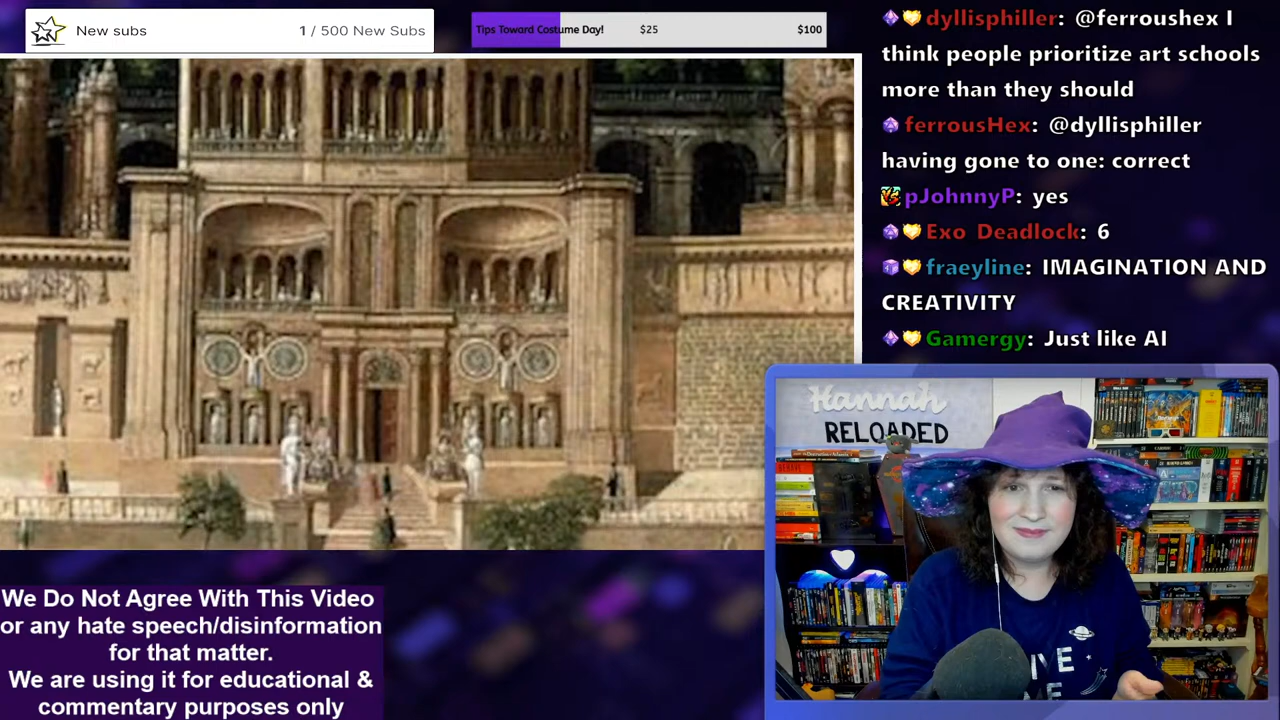 New subs 1 / 500 New Subs
Tips Toward Costume Day! $25 $100
dyllisphiller: @ferroushex I
think people prioritize art schools
more than they should
ferrousHex: @dyllisphiller
having gone to one: correct
pJohnnyP: yes
Exo_Deadlock: 6
fraeyline: IMAGINATION AND
CREATIVITY
Gamergy: Just like AI
Hannah
RELOADED
We Do Not Agree With This Video
or any hate speech/disinformation
for that matter.
We are using it for educational &
commentary purposes only